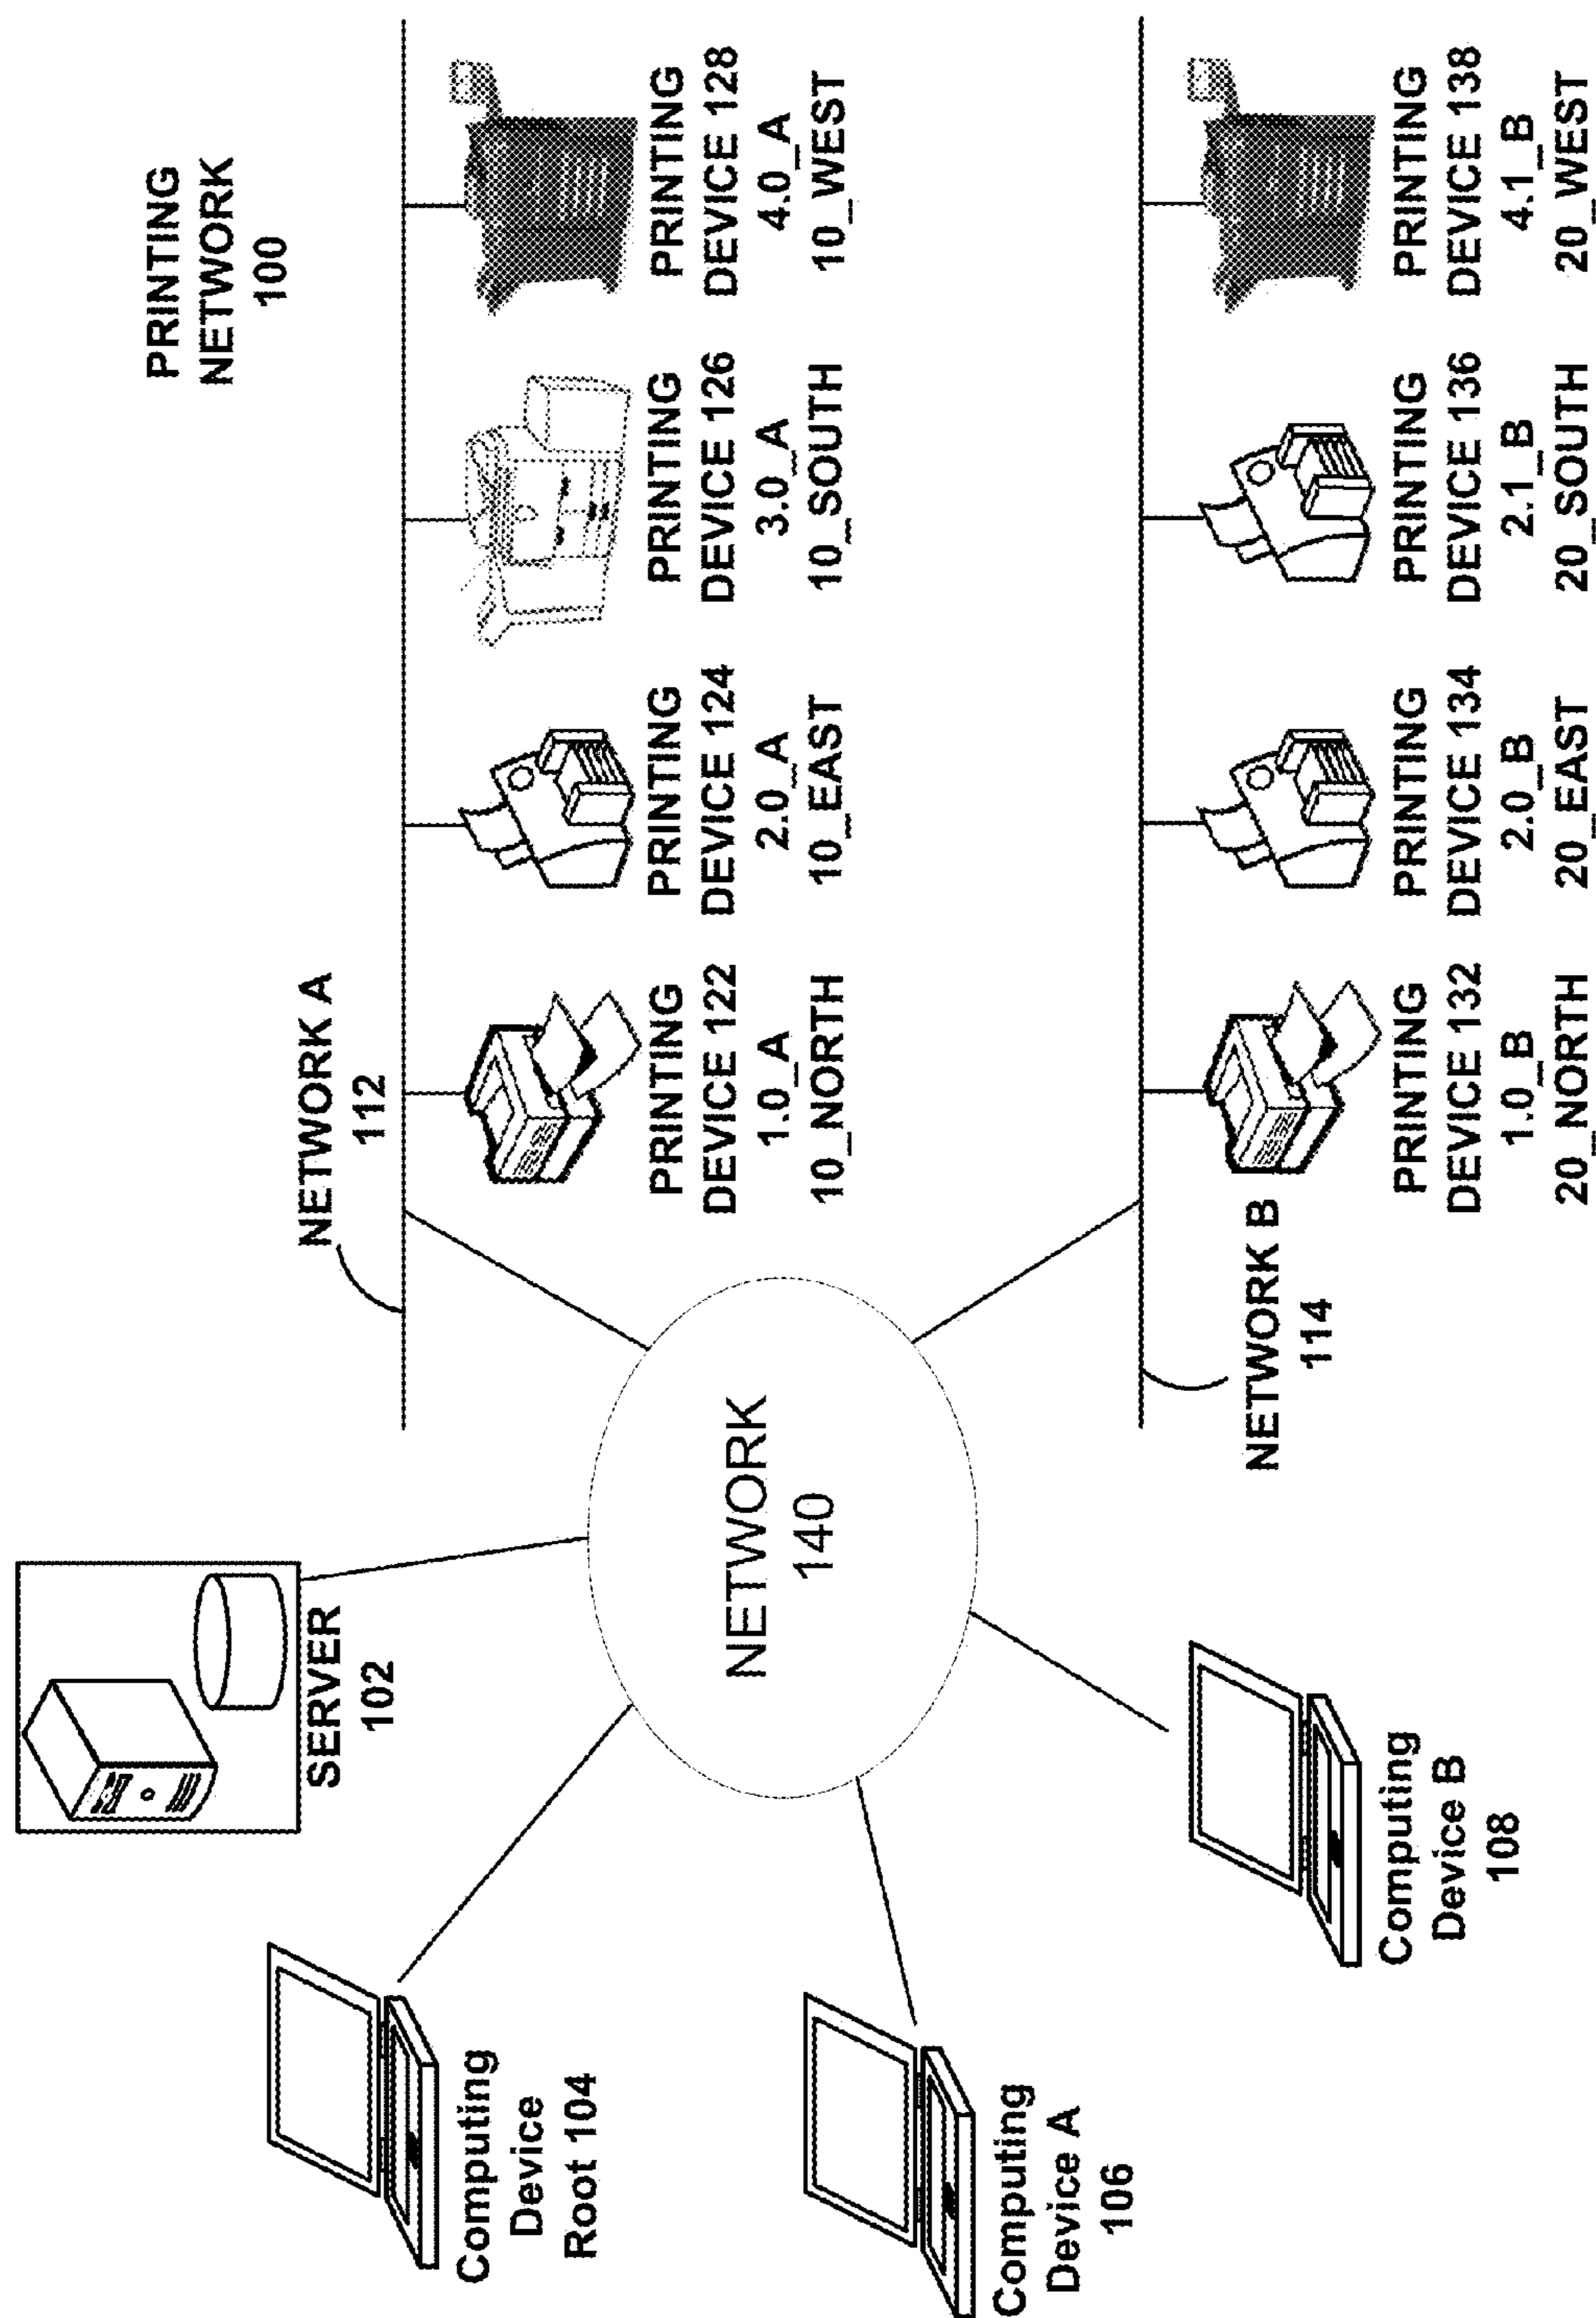 PRINTING
NETWORK
100
SERVER
102
NETWORK A
112
Computing
Device
Root 104
PRINTING
DEVICE 122
1.0_A
10_NORTH
PRINTING
DEVICE 124
2.0_A
10_EAST
PRINTING
DEVICE 126
3.0_A
10_SOUTH
PRINTING
DEVICE 128
4.0_A
10_WEST
NETWORK
140
Computing
Device A
106
Computing
Device B
108
NETWORK B
114
PRINTING
DEVICE 132
1.0_B
20_NORTH
PRINTING
DEVICE 134
2.0_B
20_EAST
PRINTING
DEVICE 136
2.1_B
20_SOUTH
PRINTING
DEVICE 138
4.1_B
20_WEST